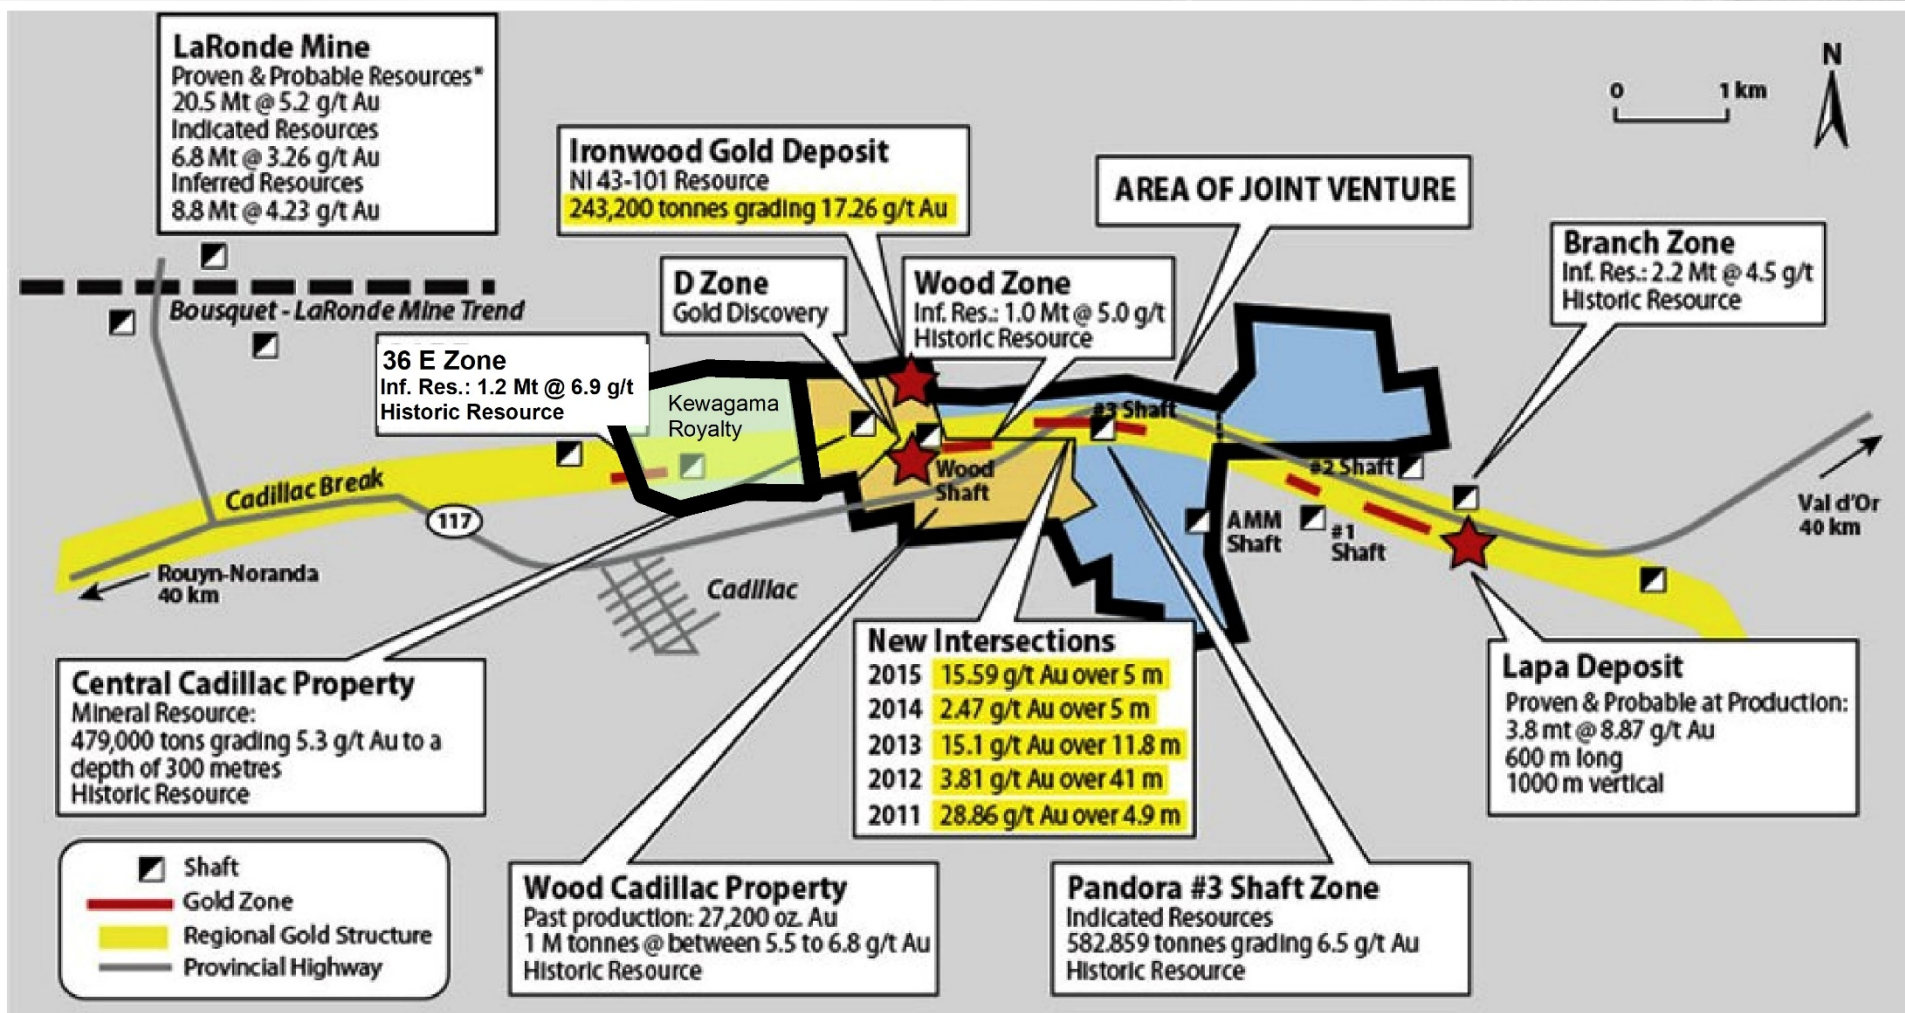 LaRonde Mine
Proven & Probable Resources*
20.5 Mt @ 5.2 g/t Au
Indicated Resources
6.8 Mt @ 3.26 g/t Au
Inferred Resources
8.8 Mt @ 4.23 g/t Au
Ironwood Gold Deposit
NI 43-101 Resource
243,200 tonnes grading 17.26 g/t Au
AREA OF JOINT VENTURE
0 1 km
N
D Zone
Gold Discovery
Wood Zone
Inf. Res.: 1.0 Mt @ 5.0 g/t
Historic Resource
Branch Zone
Inf. Res.: 2.2 Mt @ 4.5 g/t
Historic Resource
Bousquet - LaRonde Mine Trend
36 E Zone
Inf. Res.: 1.2 Mt @ 6.9 g/t
Historic Resource
Kewagama
Royalty
#3 Shaft
Wood
Shaft
#2 Shaft
AMM
Shaft
#1
Shaft
Val d'Or
40 km
Cadillac Break
117
Rouyn-Noranda
40 km
Cadillac
Central Cadillac Property
Mineral Resource:
479,000 tons grading 5.3 g/t Au to a
depth of 300 metres
Historic Resource
New Intersections
2015 15.59 g/t Au over 5 m
2014 2.47 g/t Au over 5 m
2013 15.1 g/t Au over 11.8 m
2012 3.81 g/t Au over 41 m
2011 28.86 g/t Au over 4.9 m
Lapa Deposit
Proven & Probable at Production:
3.8 mt @ 8.87 g/t Au
600 m long
1000 m vertical
Shaft
Gold Zone
Regional Gold Structure
Provincial Highway
Wood Cadillac Property
Past production: 27,200 oz. Au
1 M tonnes @ between 5.5 to 6.8 g/t Au
Historic Resource
Pandora #3 Shaft Zone
Indicated Resources
582.859 tonnes grading 6.5 g/t Au
Historic Resource